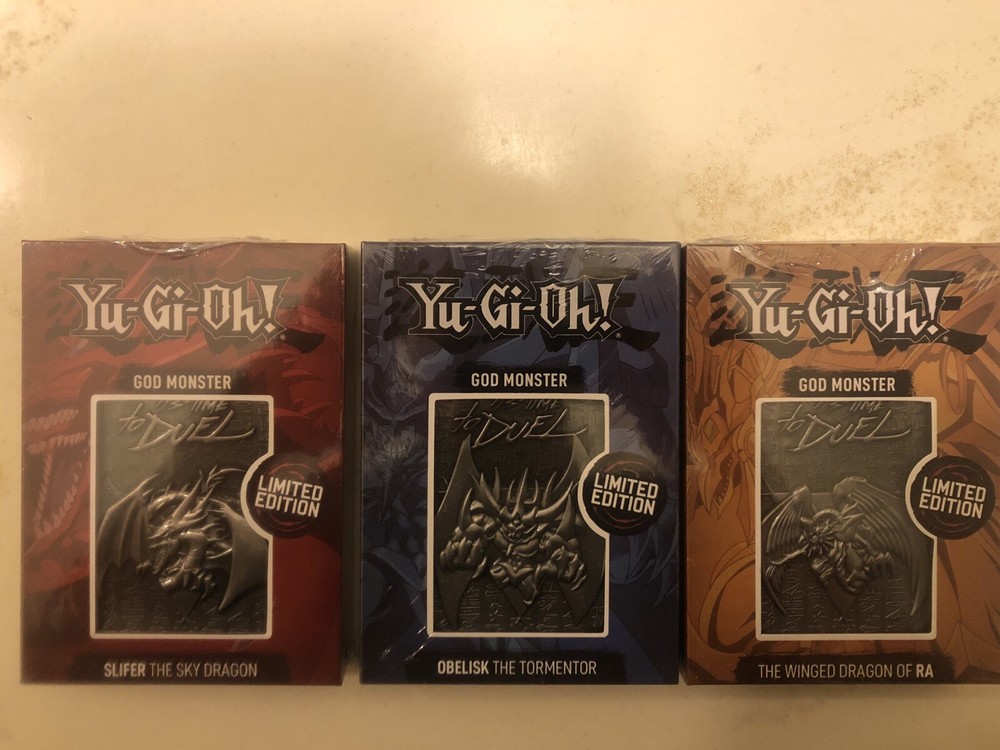 Yu-Gi-Oh!
GOD MONSTER
to DUEL
LIMITED
EDITION
SLIFER THE SKY DRAGON
Yu-Gi-Oh!
GOD MONSTER
to DUEL
LIMITED
EDITION
OBELISK THE TORMENTOR
Yu-Gi-Oh!
GOD MONSTER
to DUEL
LIMITED
EDITION
THE WINGED DRAGON OF RA